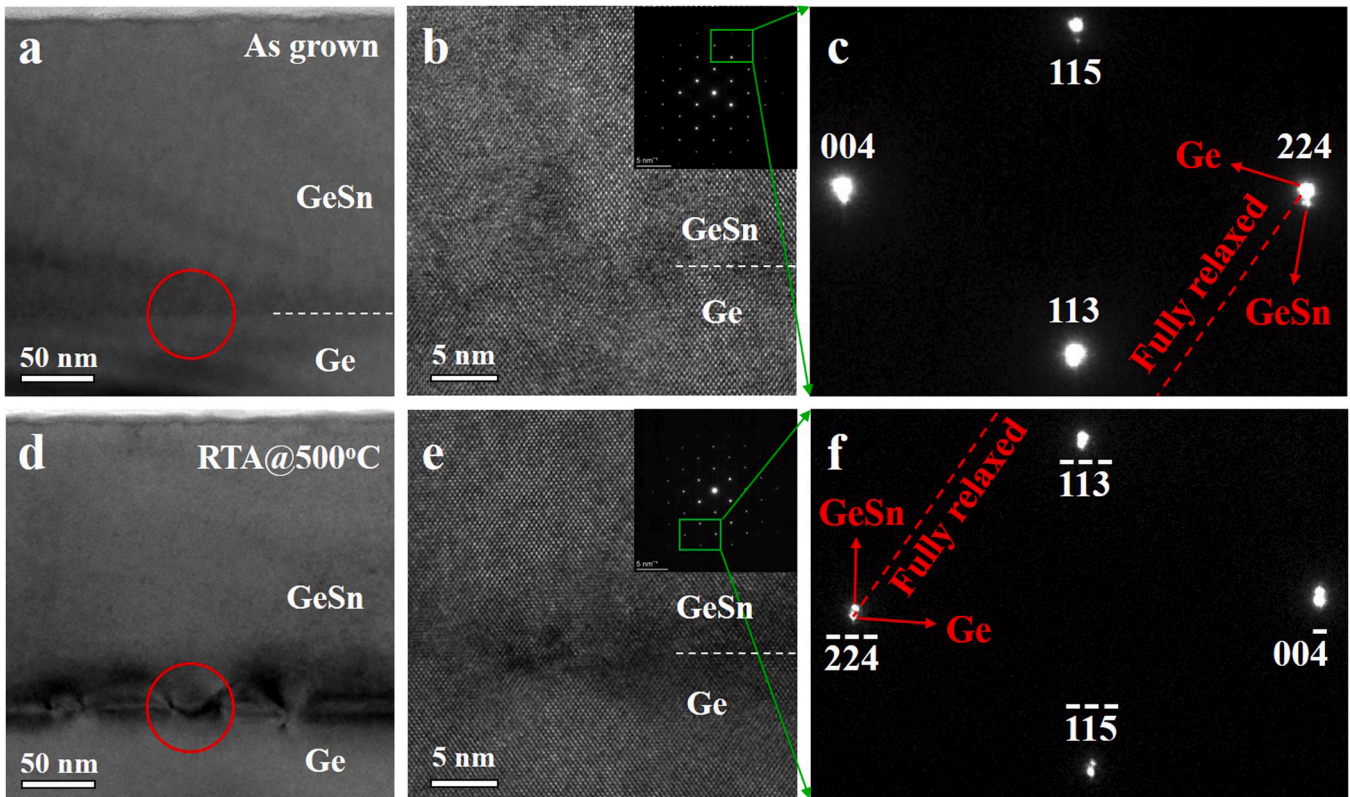 a
As grown
GeSn
Ge
50 nm
b
5 nm⁻¹
GeSn
Ge
5 nm
c
115
004
224
Ge
GeSn
Fully relaxed
113
d
RTA@500°C
GeSn
Ge
50 nm
e
5 nm⁻¹
GeSn
Ge
5 nm
f
1̅1̅3̅
GeSn
Fully relaxed
Ge
2̅2̅4̅
004̅
1̅1̅5̅